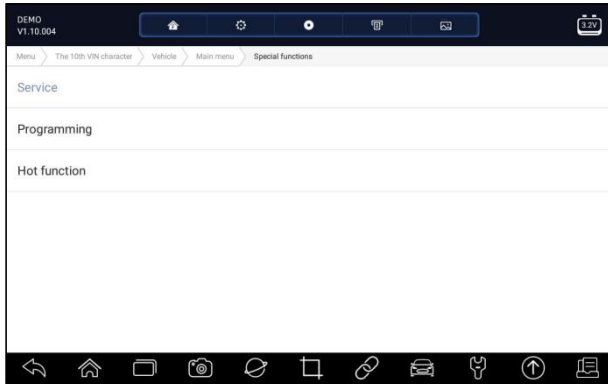 DEMO
V1.10.004
3.2V
Menu The 10th VIN character Vehicle Main menu Special functions
Service
Programming
Hot function